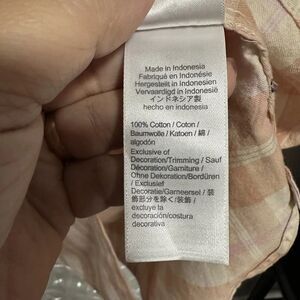 Made in Indonesia
Fabriqué en Indonésie
Hergestellt in Indonesien
Vervaardigd in Indonesië
インドネシア製
hecho en indonesia
100% Cotton / Coton /
Baumwolle / Katoen / 綿 /
algodón
Exclusive of
Decoration/Trimming / Sauf
Décoration/Garniture /
Ohne Dekoration/Bordüren
/ Exclusief
Decoratie/Garneersel / 装
飾部分を除く/装飾 /
excluye la
decoración/costura
decorativa